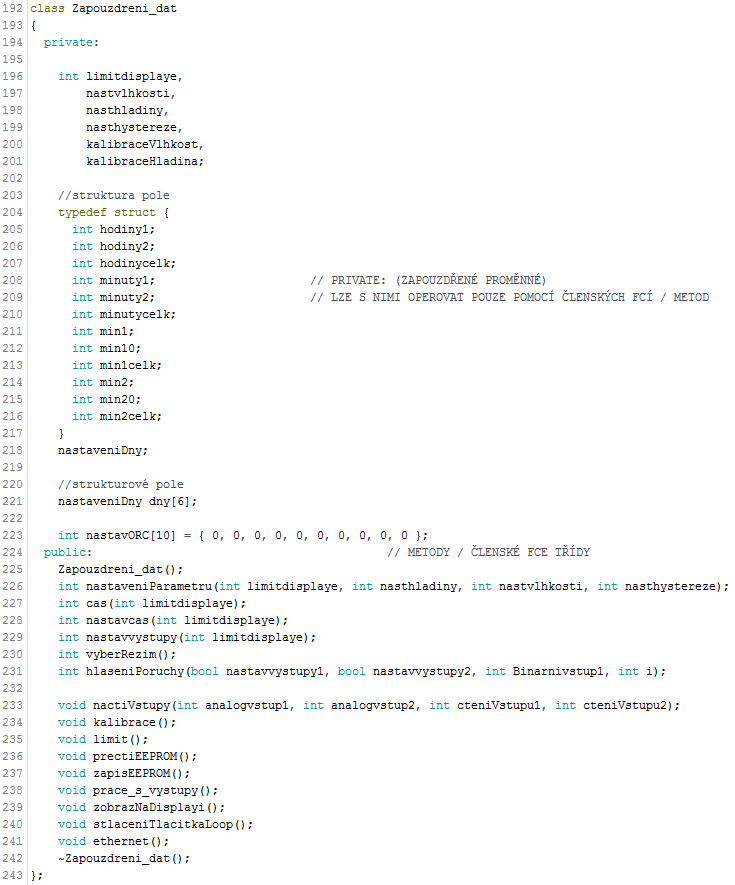 192 class Zapouzdreni_dat
193 {
194   private:
195
196     int limitdisplaye,
197         nastvlhkosti,
198         nasthladiny,
199         nasthystereze,
200         kalibraceVlhkost,
201         kalibraceHladina;
202
203     //struktura pole
204     typedef struct {
205       int hodiny1;
206       int hodiny2;
207       int hodinycelk;
208       int minuty1;                      // PRIVATE: (ZAPOUZDŘENÉ PROMĚNNÉ)
209       int minuty2;                      // LZE S NIMI OPEROVAT POUZE POMOCÍ ČLENSKÝCH FCÍ / METOD
210       int minutycelk;
211       int min1;
212       int min10;
213       int min1celk;
214       int min2;
215       int min20;
216       int min2celk;
217     }
218     nastaveniDny;
219
220     //strukturové pole
221     nastaveniDny dny[6];
222
223     int nastavORC[10] = { 0, 0, 0, 0, 0, 0, 0, 0, 0, 0 };
224   public:                                          // METODY / ČLENSKÉ FCE TŘÍDY
225     Zapouzdreni_dat();
226     int nastaveniParametru(int limitdisplaye, int nasthladiny, int nastvlhkosti, int nasthystereze);
227     int cas(int limitdisplaye);
228     int nastavcas(int limitdisplaye);
229     int nastavvystupy(int limitdisplaye);
230     int vyberRezim();
231     int hlaseniPoruchy(bool nastavvystupy1, bool nastavvystupy2, int Binarnivstup1, int i);
232
233     void nactiVstupy(int analogvstup1, int analogvstup2, int cteniVstupu1, int cteniVstupu2);
234     void kalibrace();
235     void limit();
236     void prectiEEPROM();
237     void zapisEEPROM();
238     void prace_s_vystupy();
239     void zobrazNaDisplayi();
240     void stlaceniTlacitkaLoop();
241     void ethernet();
242     ~Zapouzdreni_dat();
243 };